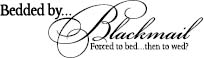 Bedded by...
Blackmail
Forced to bed...then to wed?